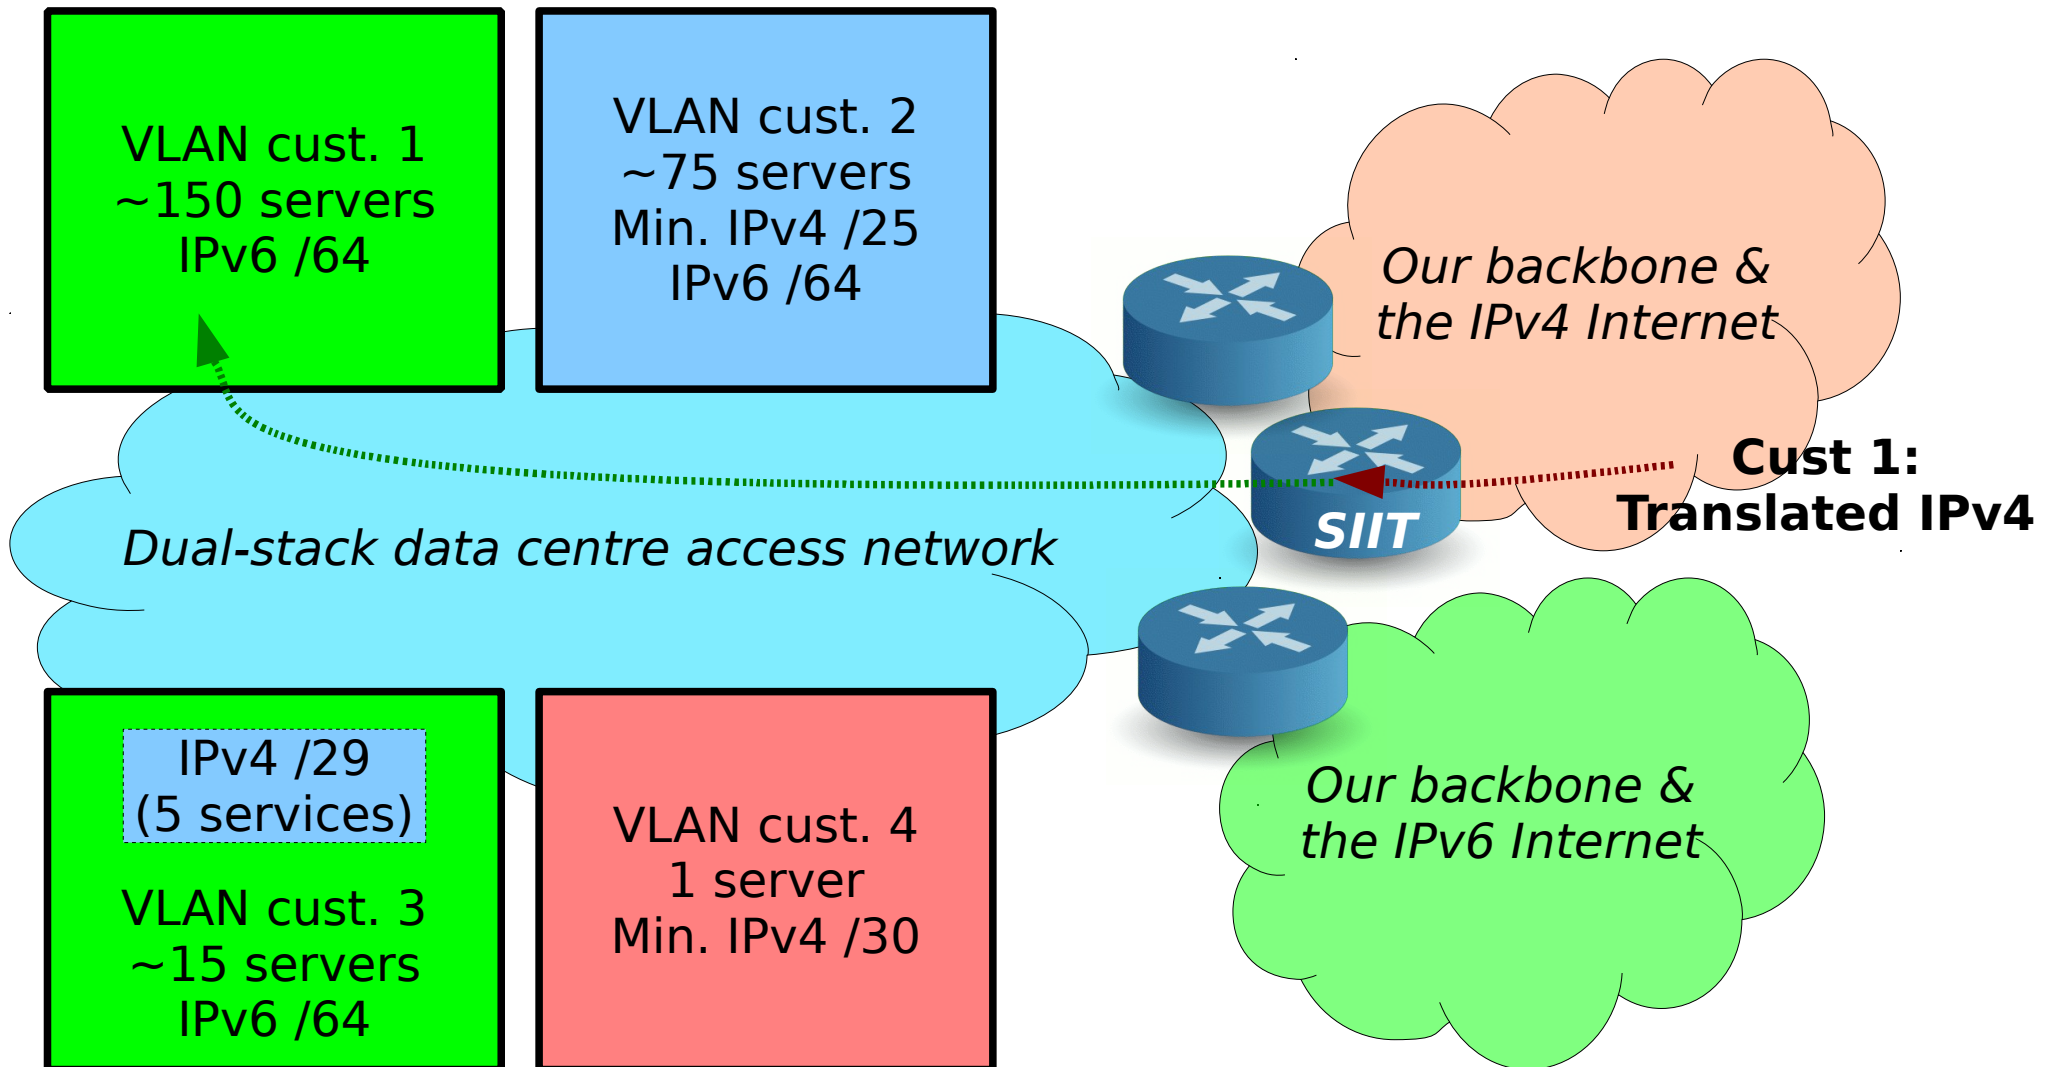 VLAN cust. 1
~150 servers
IPv6 /64
VLAN cust. 2
~75 servers
Min. IPv4 /25
IPv6 /64
Our backbone &
the IPv4 Internet
Cust 1:
Translated IPv4
SIIT
Dual-stack data centre access network
IPv4 /29
(5 services)
VLAN cust. 3
~15 servers
IPv6 /64
VLAN cust. 4
1 server
Min. IPv4 /30
Our backbone &
the IPv6 Internet